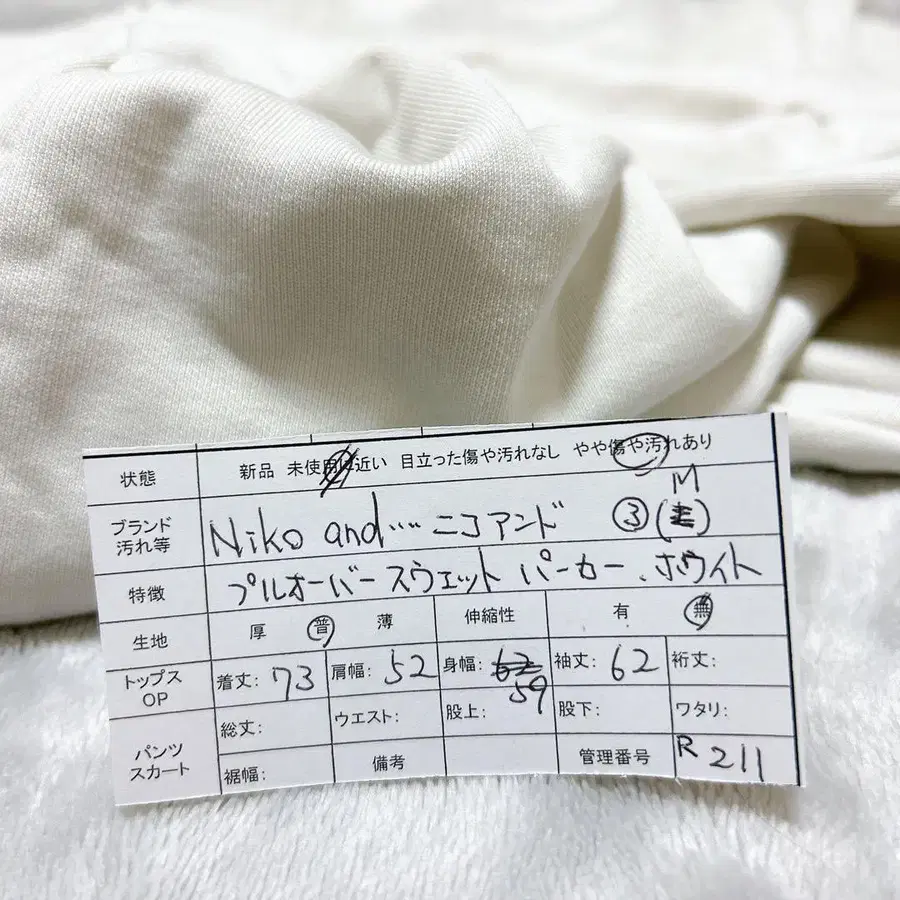 状態 新品 未使用に近い 目立った傷や汚れなし やや傷や汚れあり
M
ブランド 汚れ等 Niko and.... ニコアンド ③ ( )
特徴 プルオーバースウェット パーカー、ホワイト
生地 厚 普 薄 伸縮性 有 無
トップス OP 着丈: 73 肩幅: 52 身幅: 62 59 袖丈: 62 裄丈:
パンツ スカート 総丈: ウエスト: 股上: 股下: ワタリ:
裾幅: 備考 管理番号 R 211